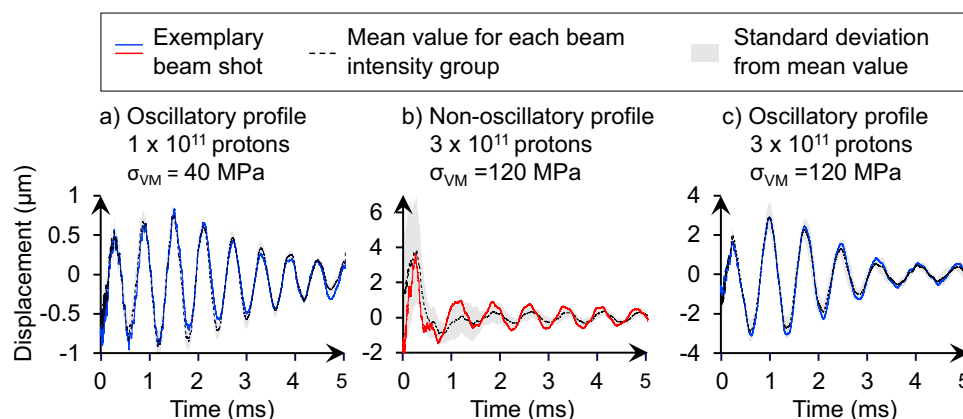 Exemplary
beam shot
Mean value for each beam
intensity group
Standard deviation
from mean value
a) Oscillatory profile
1 x 10¹¹ protons
σVM = 40 MPa
b) Non-oscillatory profile
3 x 10¹¹ protons
σVM =120 MPa
c) Oscillatory profile
3 x 10¹¹ protons
σVM =120 MPa
Displacement (μm)
1
0.5
0
-0.5
-1
0 1 2 3 4 5
Time (ms)
6
4
2
0
-2
0 1 2 3 4 5
Time (ms)
4
2
0
-2
-4
0 1 2 3 4 5
Time (ms)